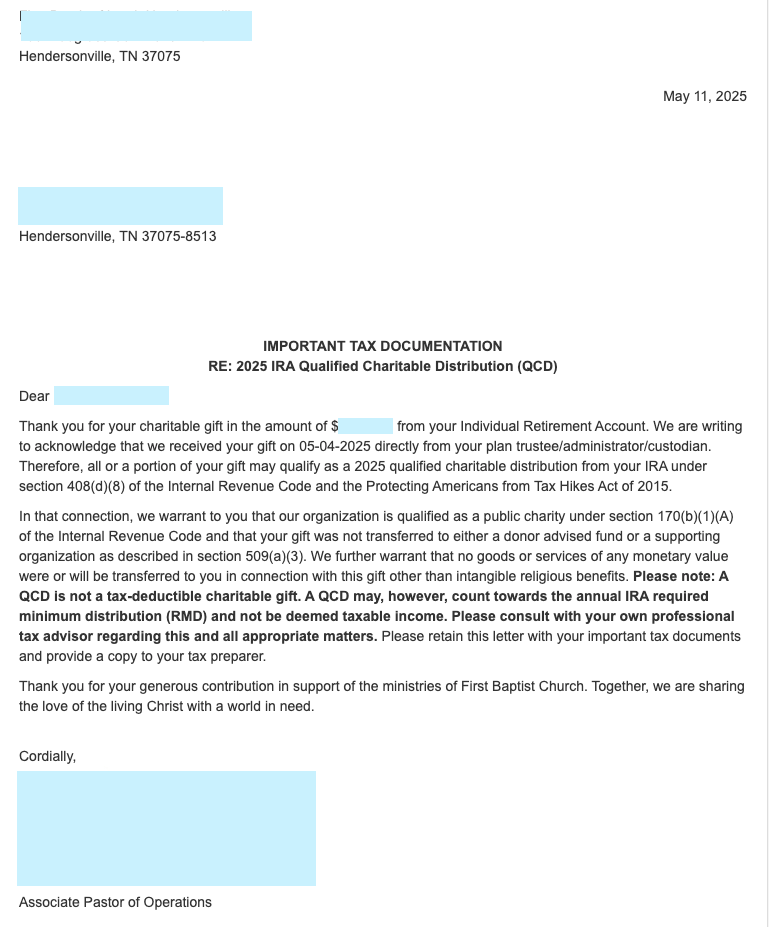 Hendersonville, TN 37075
May 11, 2025
Hendersonville, TN 37075-8513
IMPORTANT TAX DOCUMENTATION
RE: 2025 IRA Qualified Charitable Distribution (QCD)
Dear
Thank you for your charitable gift in the amount of $ from your Individual Retirement Account. We are writing
to acknowledge that we received your gift on 05-04-2025 directly from your plan trustee/administrator/custodian.
Therefore, all or a portion of your gift may qualify as a 2025 qualified charitable distribution from your IRA under
section 408(d)(8) of the Internal Revenue Code and the Protecting Americans from Tax Hikes Act of 2015.
In that connection, we warrant to you that our organization is qualified as a public charity under section 170(b)(1)(A)
of the Internal Revenue Code and that your gift was not transferred to either a donor advised fund or a supporting
organization as described in section 509(a)(3). We further warrant that no goods or services of any monetary value
were or will be transferred to you in connection with this gift other than intangible religious benefits. Please note: A
QCD is not a tax-deductible charitable gift. A QCD may, however, count towards the annual IRA required
minimum distribution (RMD) and not be deemed taxable income. Please consult with your own professional
tax advisor regarding this and all appropriate matters. Please retain this letter with your important tax documents
and provide a copy to your tax preparer.
Thank you for your generous contribution in support of the ministries of First Baptist Church. Together, we are sharing
the love of the living Christ with a world in need.
Cordially,
Associate Pastor of Operations